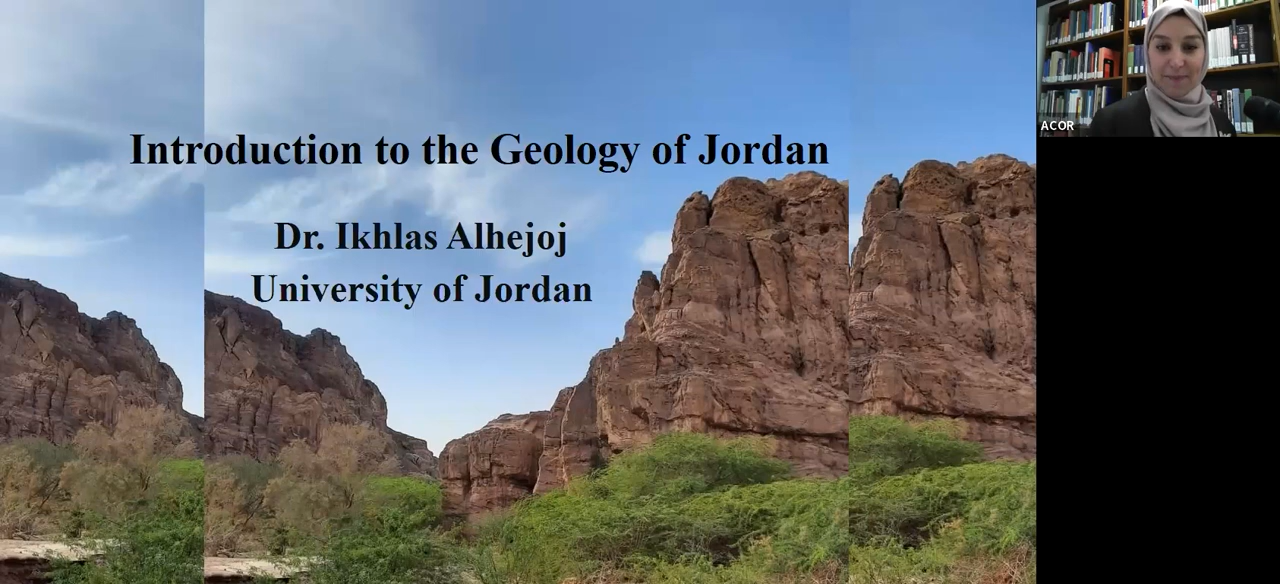 Introduction to the Geology of Jordan
Dr. Ikhlas Alhejoj
University of Jordan
ACOR